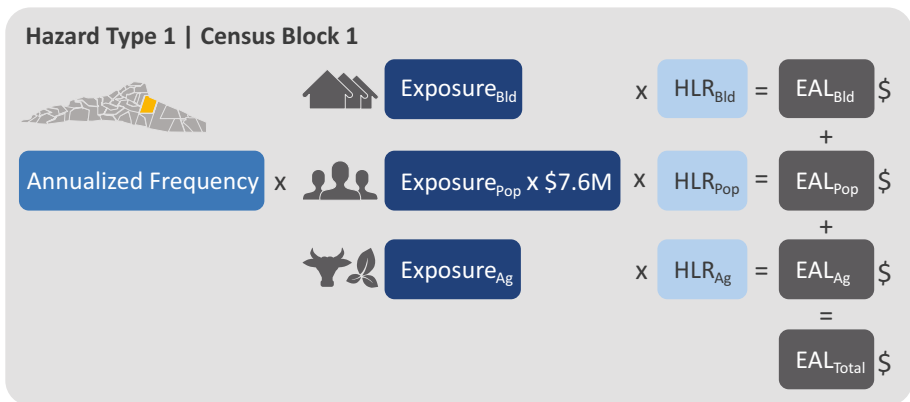 Hazard Type 1 | Census Block 1
Exposure_Bld x HLR_Bld = EAL_Bld $
+
Annualized Frequency x Exposure_Pop x $7.6M x HLR_Pop = EAL_Pop $
+
Exposure_Ag x HLR_Ag = EAL_Ag $
=
EAL_Total $